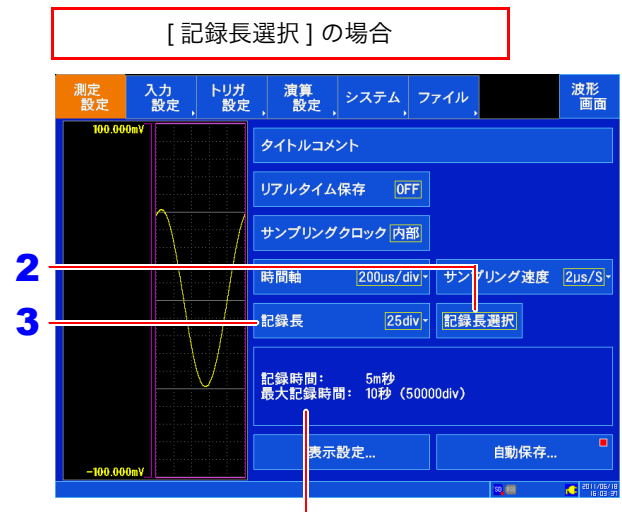 [ 記録長選択 ] の場合
測定
設定
入力
設定
トリガ
設定
演算
設定
システム
ファイル
波形
画面
100.000mV
タイトルコメント
リアルタイム保存 OFF
サンプリングクロック 内部
2
時間軸 200μs/div
サンプリング速度 2μs/S
3
記録長 25div
記録長選択
記録時間: 5m秒
最大記録時間: 10秒 (50000div)
表示設定...
自動保存...
-100.000mV
SD
2011/05/18
16:03:37